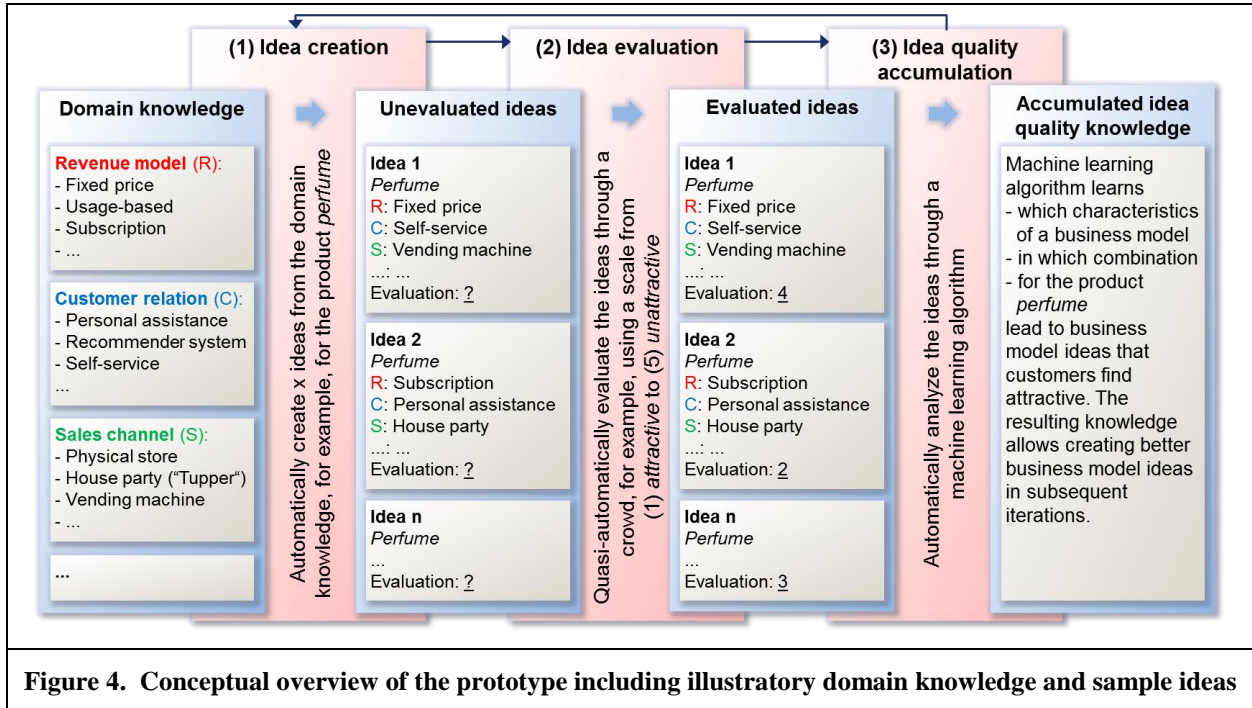 (1) Idea creation
(2) Idea evaluation
(3) Idea quality
accumulation
Domain knowledge
Revenue model (R):
- Fixed price
- Usage-based
- Subscription
- ...
Customer relation (C):
- Personal assistance
- Recommender system
- Self-service
...
Sales channel (S):
- Physical store
- House party (“Tupper“)
- Vending machine
- ...
...
Automatically create x ideas from the domain
knowledge, for example, for the product perfume
Unevaluated ideas
Idea 1
Perfume
R: Fixed price
C: Self-service
S: Vending machine
...: ...
Evaluation: ?
Idea 2
Perfume
R: Subscription
C: Personal assistance
S: House party
...: ...
Evaluation: ?
Idea n
Perfume
...
Evaluation: ?
Quasi-automatically evaluate the ideas through a
crowd, for example, using a scale from
(1) attractive to (5) unattractive
Evaluated ideas
Idea 1
Perfume
R: Fixed price
C: Self-service
S: Vending machine
...: ...
Evaluation: 4
Idea 2
Perfume
R: Subscription
C: Personal assistance
S: House party
...: ...
Evaluation: 2
Idea n
Perfume
...
Evaluation: 3
Automatically analyze the ideas through a
machine learning algorithm
Accumulated idea
quality knowledge
Machine learning
algorithm learns
- which characteristics
of a business model
- in which combination
- for the product
perfume
lead to business
model ideas that
customers find
attractive. The
resulting knowledge
allows creating better
business model ideas
in subsequent
iterations.
Figure 4. Conceptual overview of the prototype including illustratory domain knowledge and sample ideas